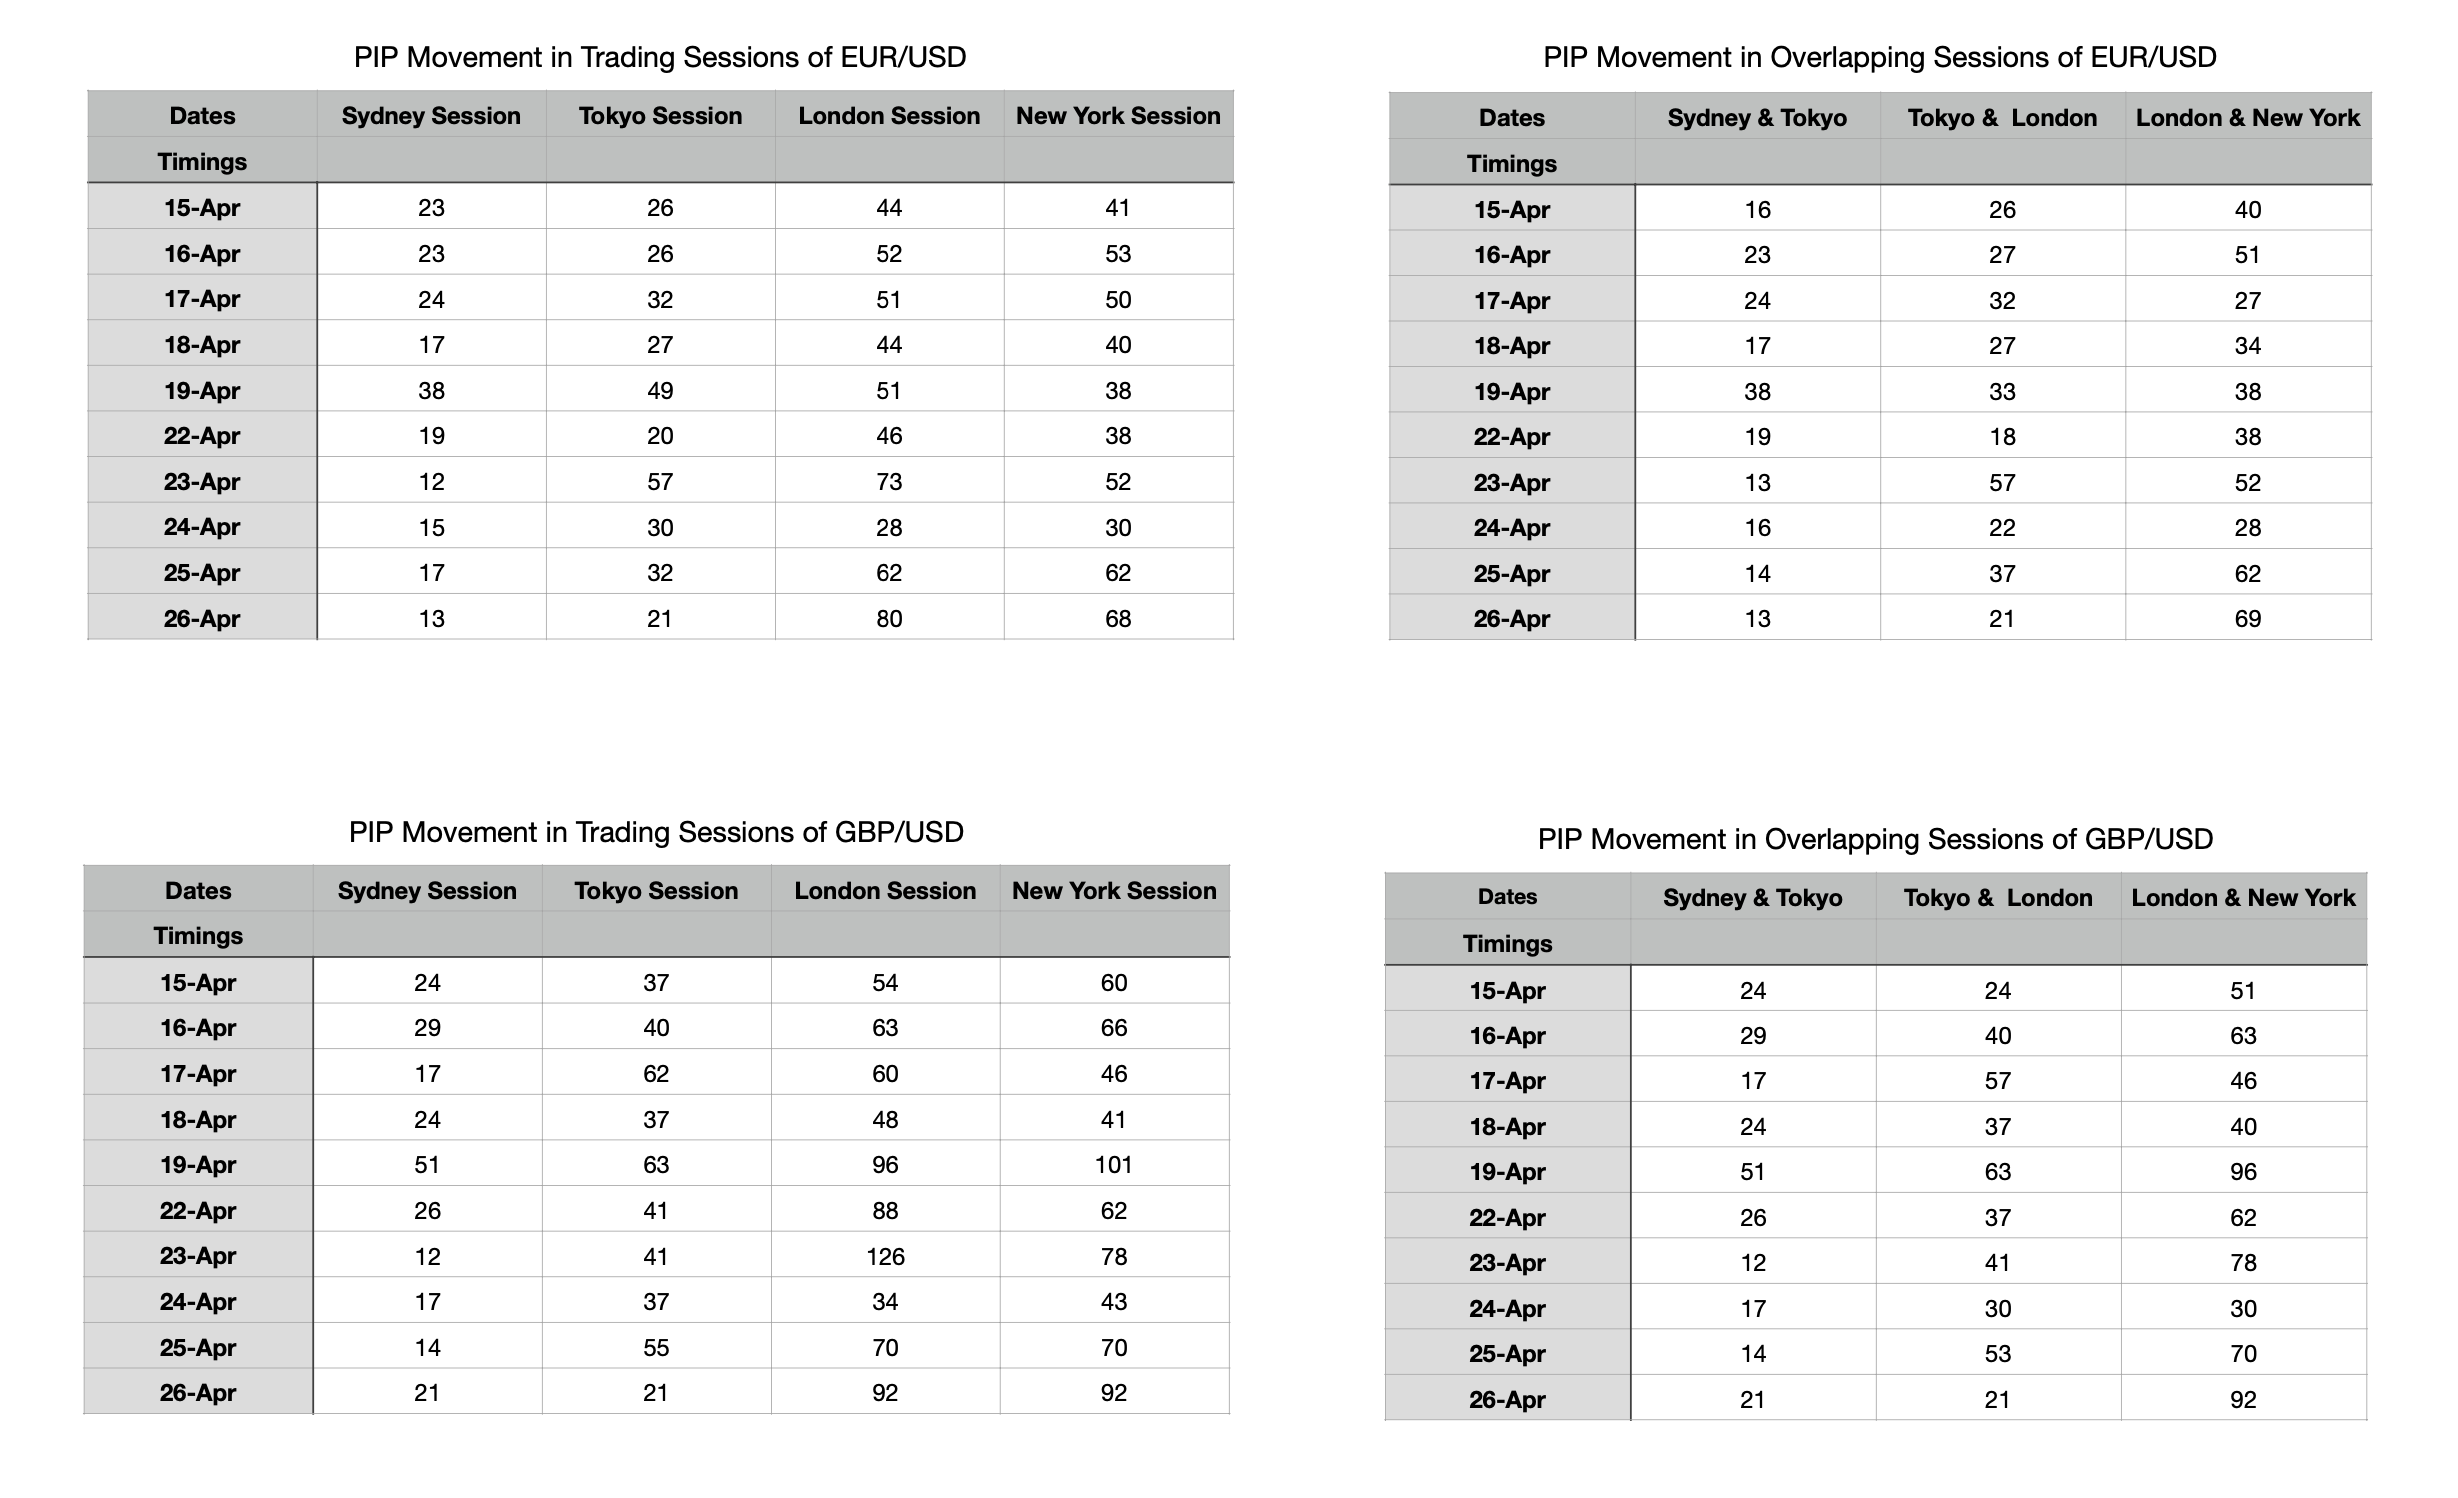 PIP Movement in Trading Sessions of EUR/USD
Dates Sydney Session Tokyo Session London Session New York Session
Timings
15-Apr 23 26 44 41
16-Apr 23 26 52 53
17-Apr 24 32 51 50
18-Apr 17 27 44 40
19-Apr 38 49 51 38
22-Apr 19 20 46 38
23-Apr 12 57 73 52
24-Apr 15 30 28 30
25-Apr 17 32 62 62
26-Apr 13 21 80 68
PIP Movement in Overlapping Sessions of EUR/USD
Dates Sydney & Tokyo Tokyo & London London & New York
Timings
15-Apr 16 26 40
16-Apr 23 27 51
17-Apr 24 32 27
18-Apr 17 27 34
19-Apr 38 33 38
22-Apr 19 18 38
23-Apr 13 57 52
24-Apr 16 22 28
25-Apr 14 37 62
26-Apr 13 21 69
PIP Movement in Trading Sessions of GBP/USD
Dates Sydney Session Tokyo Session London Session New York Session
Timings
15-Apr 24 37 54 60
16-Apr 29 40 63 66
17-Apr 17 62 60 46
18-Apr 24 37 48 41
19-Apr 51 63 96 101
22-Apr 26 41 88 62
23-Apr 12 41 126 78
24-Apr 17 37 34 43
25-Apr 14 55 70 70
26-Apr 21 21 92 92
PIP Movement in Overlapping Sessions of GBP/USD
Dates Sydney & Tokyo Tokyo & London London & New York
Timings
15-Apr 24 24 51
16-Apr 29 40 63
17-Apr 17 57 46
18-Apr 24 37 40
19-Apr 51 63 96
22-Apr 26 37 62
23-Apr 12 41 78
24-Apr 17 30 30
25-Apr 14 53 70
26-Apr 21 21 92